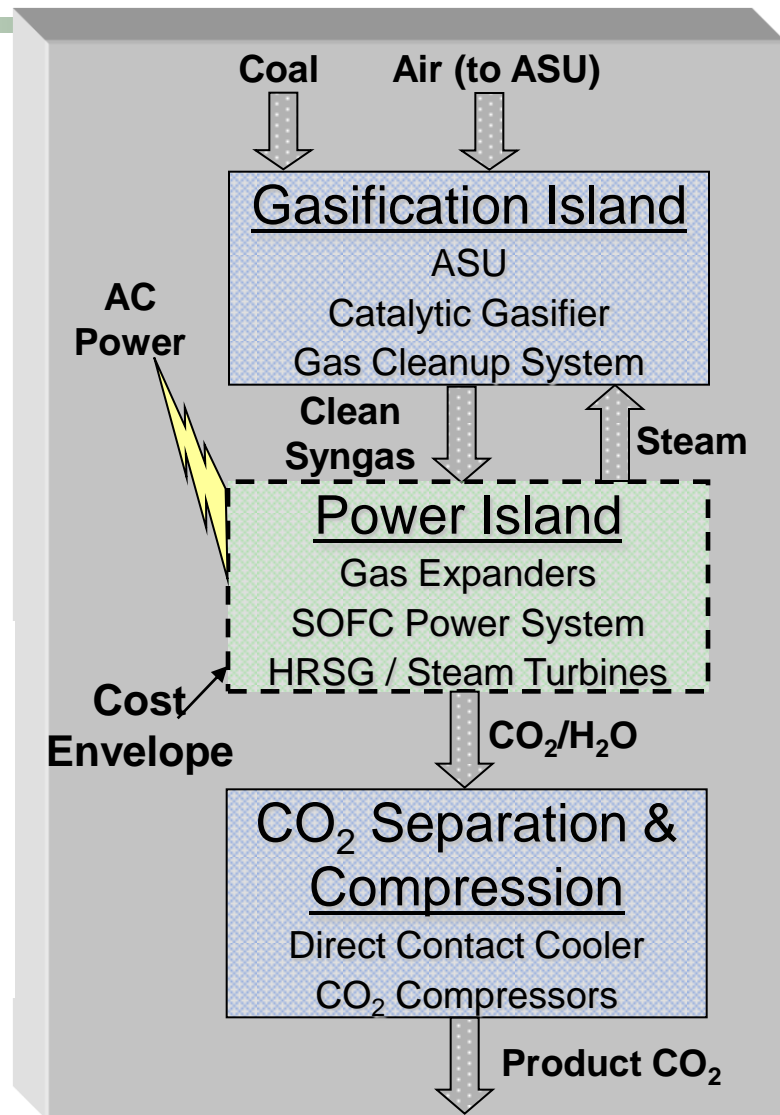 Coal
Air (to ASU)
Gasification Island
ASU
Catalytic Gasifier
Gas Cleanup System
AC
Power
Clean
Syngas
Steam
Power Island
Gas Expanders
SOFC Power System
HRSG / Steam Turbines
Cost
Envelope
CO₂/H₂O
CO₂ Separation &
Compression
Direct Contact Cooler
CO₂ Compressors
Product CO₂